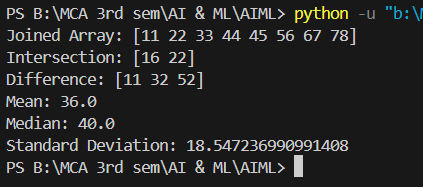 PS B:\MCA 3rd sem\AI & ML\AIML> python -u "b:\
Joined Array: [11 22 33 44 45 56 67 78]
Intersection: [16 22]
Difference: [11 32 52]
Mean: 36.0
Median: 40.0
Standard Deviation: 18.547236990991408
PS B:\MCA 3rd sem\AI & ML\AIML>